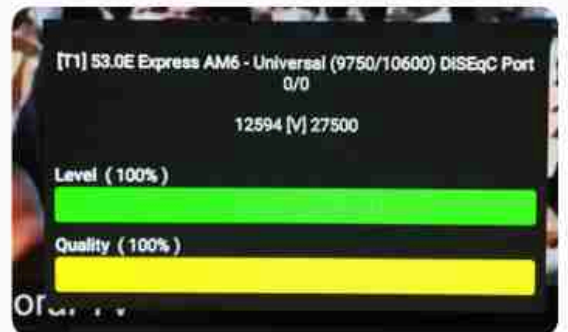 [T1] 53.0E Express AM6 - Universal (9750/10600) DiSEqC Port
0/0
12594 [V] 27500
Level ( 100% )
Quality ( 100% )